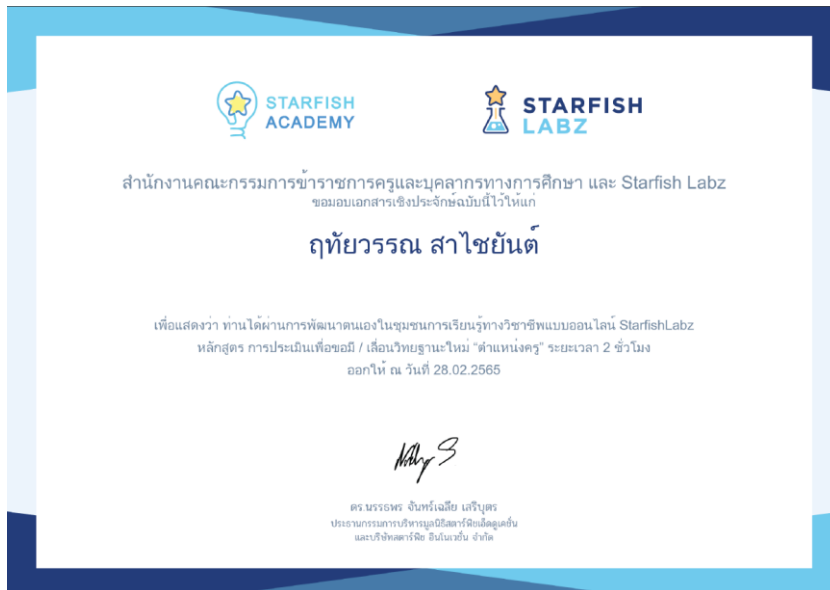 STARFISH
ACADEMY
STARFISH
LABZ
สำนักงานคณะกรรมการข้าราชการครูและบุคลากรทางการศึกษา และ Starfish Labz
ขอมอบเอกสารเชิงประจักษ์ฉบับนี้ไว้ให้แก่
ฤทัยวรรณ สาไชยันต์
เพื่อแสดงว่า ท่านได้ผ่านการพัฒนาตนเองในชุมชนการเรียนรู้ทางวิชาชีพแบบออนไลน์ StarfishLabz
หลักสูตร การประเมินเพื่อขอมี / เลื่อนวิทยฐานะใหม่ “ตำแหน่งครู” ระยะเวลา 2 ชั่วโมง
ออกให้ ณ วันที่ 28.02.2565
ดร.นรรธพร จันทร์เฉลี่ย เสริบุตร
ประธานกรรมการบริหารมูลนิธิสตาร์ฟิชเอ็ดดูเคชั่น
และบริษัทสตาร์ฟิช อินโนเวชั่น จำกัด